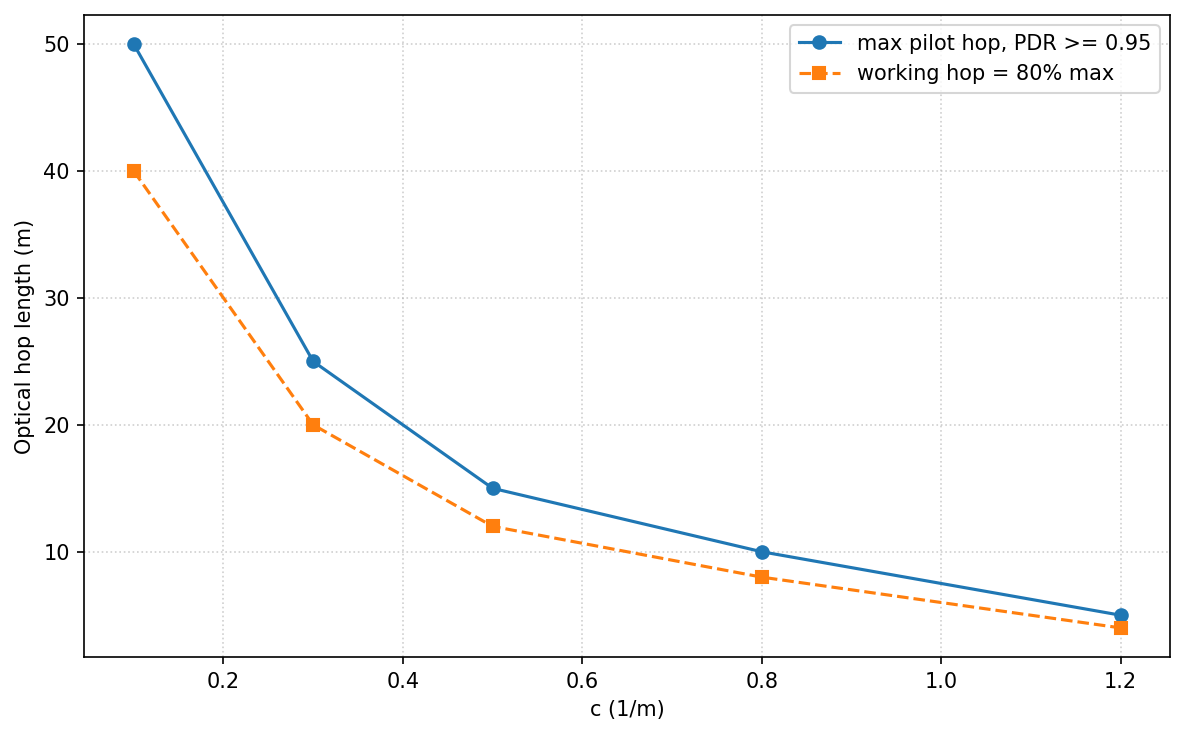 50
40
30
20
10
Optical hop length (m)
max pilot hop, PDR >= 0.95
working hop = 80% max
0.2 0.4 0.6 0.8 1.0 1.2
c (1/m)